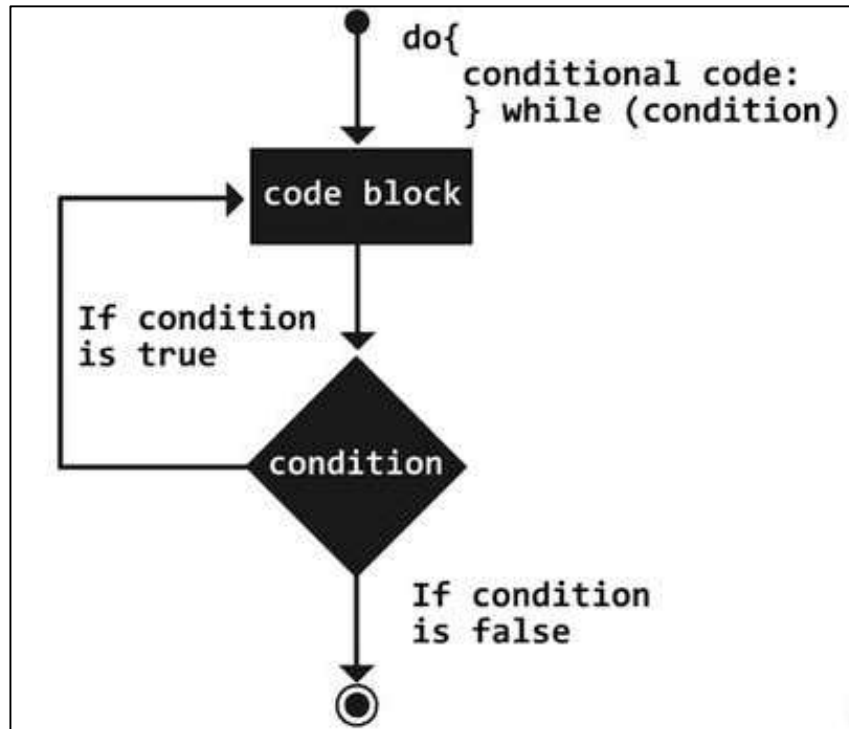 do{
conditional code:
} while (condition)
code block
If condition
is true
condition
If condition
is false